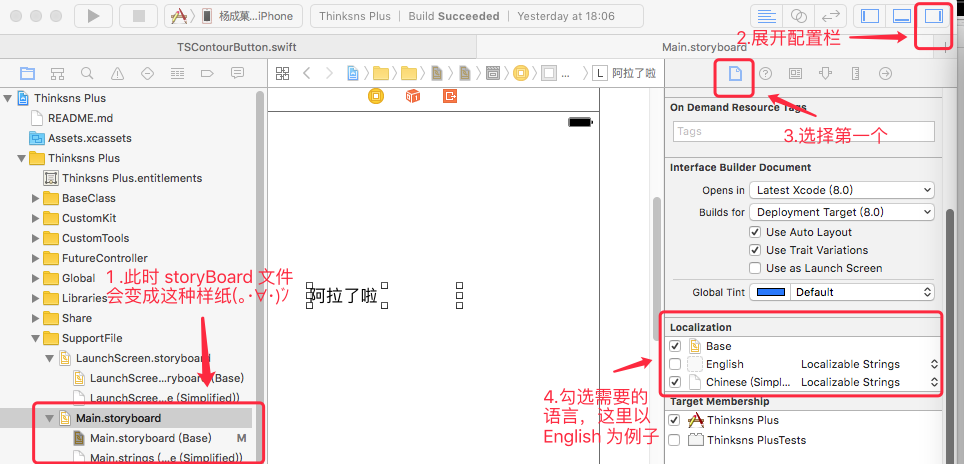 杨成菓...iPhone
Thinksns Plus | Build Succeeded | Yesterday at 18:06
2.展开配置栏
TSContourButton.swift
Main.storyboard
L 阿拉了啦
Thinksns Plus
README.md
Assets.xcassets
Thinksns Plus
Thinksns Plus.entitlements
BaseClass
CustomKit
CustomTools
FutureController
Global
Libraries
Share
SupportFile
LaunchScreen.storyboard
LaunchScree...ryboard (Base)
LaunchScree...e (Simplified))
Main.storyboard
Main.storyboard (Base) M
Main.strings (...e (Simplified))
1.此时 storyBoard 文件
会变成这种样纸(｡･∀･)ﾉﾞ
阿拉了啦
On Demand Resource Tags
Tags
3.选择第一个
Interface Builder Document
Opens in Latest Xcode (8.0)
Builds for Deployment Target (8.0)
Use Auto Layout
Use Trait Variations
Use as Launch Screen
Global Tint Default
Localization
Base
English Localizable Strings
Chinese (Simpl... Localizable Strings
4.勾选需要的
语言，这里以
English 为例子
Target Membership
Thinksns Plus
Thinksns PlusTests